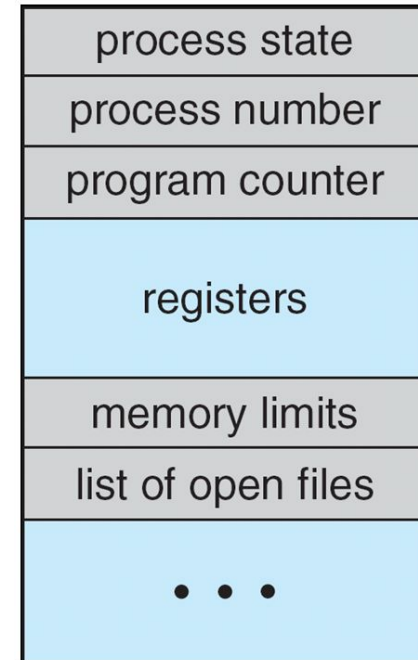 process state
process number
program counter
registers
memory limits
list of open files
• • •